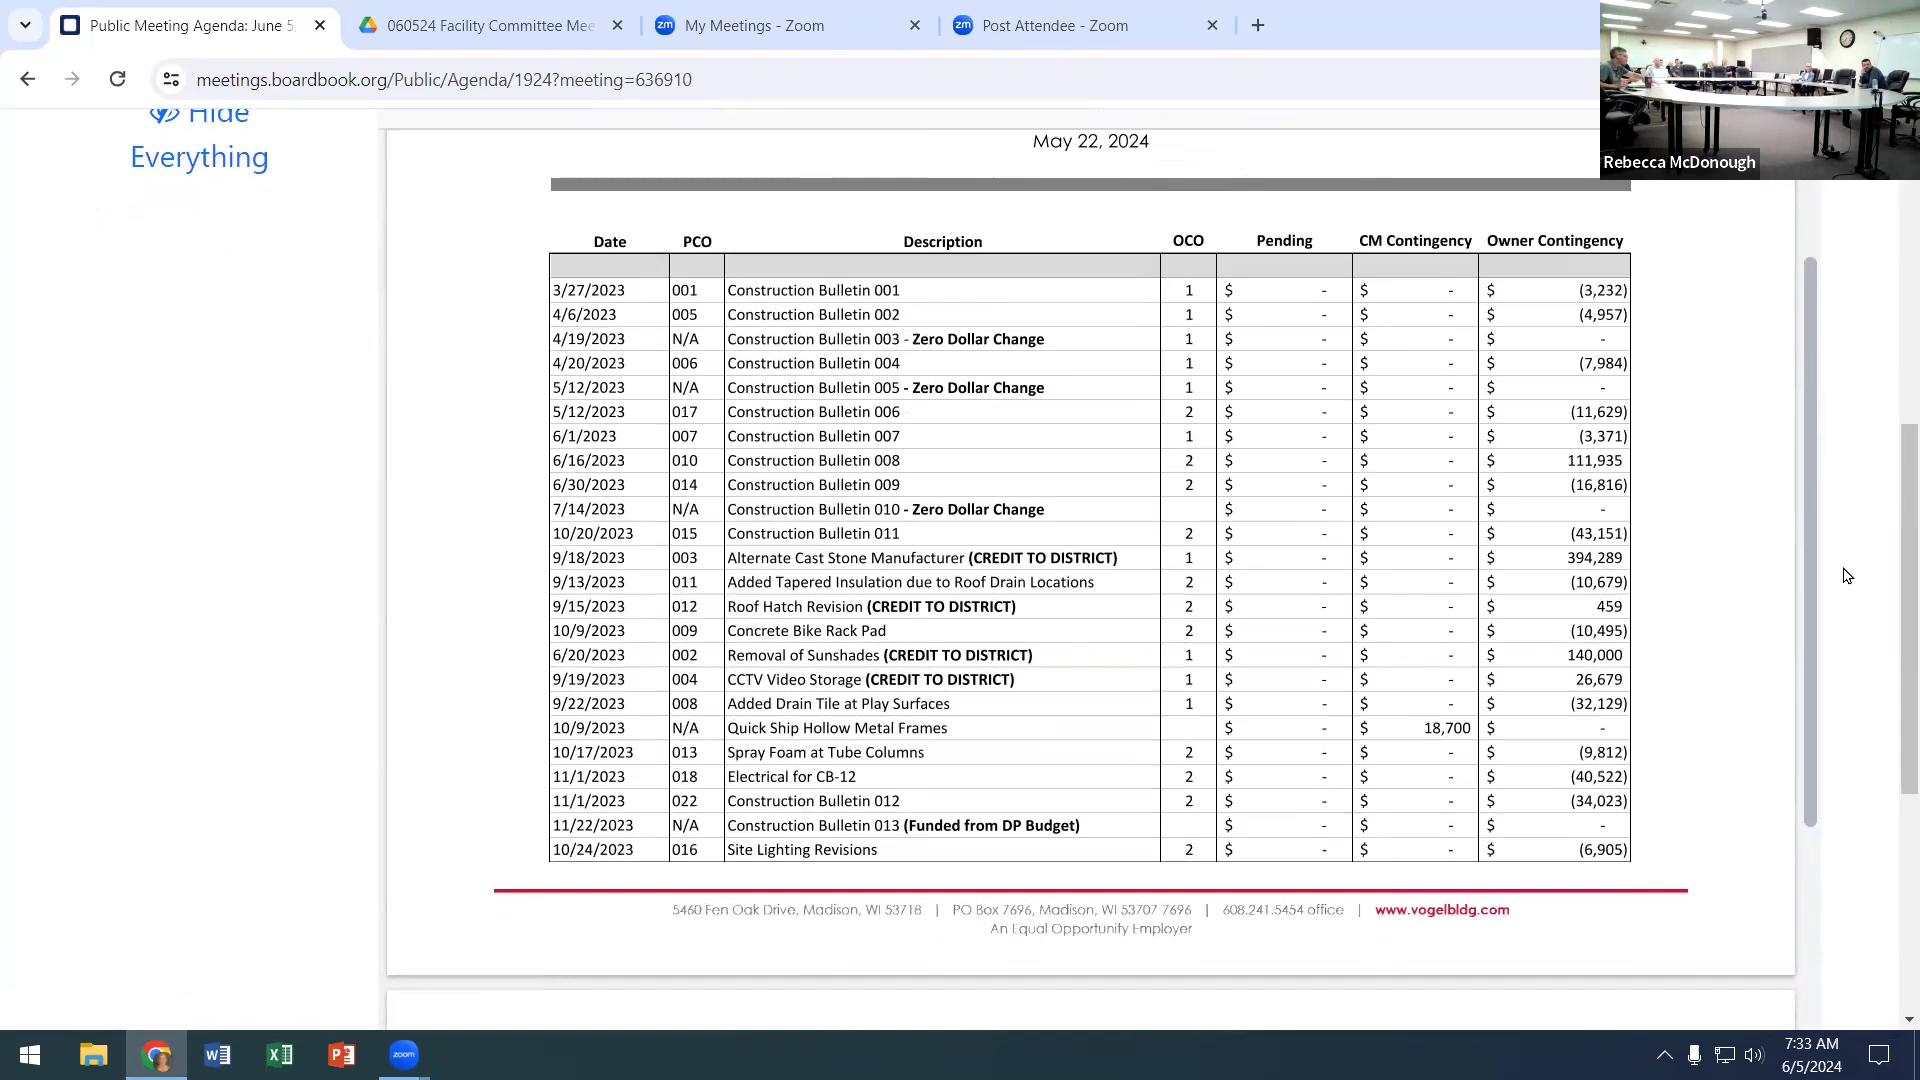 Public Meeting Agenda: June 5,
060524 Facility Committee Mee
zm My Meetings - Zoom
zm Post Attendee - Zoom
meetings.boardbook.org/Public/Agenda/1924?meeting=636910
Hide
Everything
Rebecca McDonough
May 22, 2024
Date PCO Description OCO Pending CM Contingency Owner Contingency
3/27/2023 001 Construction Bulletin 001 1 $ - $ - $ (3,232)
4/6/2023 005 Construction Bulletin 002 1 $ - $ - $ (4,957)
4/19/2023 N/A Construction Bulletin 003 - Zero Dollar Change 1 $ - $ - $ -
4/20/2023 006 Construction Bulletin 004 1 $ - $ - $ (7,984)
5/12/2023 N/A Construction Bulletin 005 - Zero Dollar Change 1 $ - $ - $ -
5/12/2023 017 Construction Bulletin 006 2 $ - $ - $ (11,629)
6/1/2023 007 Construction Bulletin 007 1 $ - $ - $ (3,371)
6/16/2023 010 Construction Bulletin 008 2 $ - $ - $ 111,935
6/30/2023 014 Construction Bulletin 009 2 $ - $ - $ (16,816)
7/14/2023 N/A Construction Bulletin 010 - Zero Dollar Change $ - $ - $ -
10/20/2023 015 Construction Bulletin 011 2 $ - $ - $ (43,151)
9/18/2023 003 Alternate Cast Stone Manufacturer (CREDIT TO DISTRICT) 1 $ - $ - $ 394,289
9/13/2023 011 Added Tapered Insulation due to Roof Drain Locations 2 $ - $ - $ (10,679)
9/15/2023 012 Roof Hatch Revision (CREDIT TO DISTRICT) 2 $ - $ - $ 459
10/9/2023 009 Concrete Bike Rack Pad 2 $ - $ - $ (10,495)
6/20/2023 002 Removal of Sunshades (CREDIT TO DISTRICT) 1 $ - $ - $ 140,000
9/19/2023 004 CCTV Video Storage (CREDIT TO DISTRICT) 1 $ - $ - $ 26,679
9/22/2023 008 Added Drain Tile at Play Surfaces 1 $ - $ - $ (32,129)
10/9/2023 N/A Quick Ship Hollow Metal Frames $ - $ 18,700 $ -
10/17/2023 013 Spray Foam at Tube Columns 2 $ - $ - $ (9,812)
11/1/2023 018 Electrical for CB-12 2 $ - $ - $ (40,522)
11/1/2023 022 Construction Bulletin 012 2 $ - $ - $ (34,023)
11/22/2023 N/A Construction Bulletin 013 (Funded from DP Budget) $ - $ - $ -
10/24/2023 016 Site Lighting Revisions 2 $ - $ - $ (6,905)
5460 Fen Oak Drive, Madison, WI 53718 | PO Box 7696, Madison, WI 53707 7696 | 608.241.5454 office | www.vogelbldg.com
An Equal Opportunity Employer
zoom
7:33 AM
6/5/2024